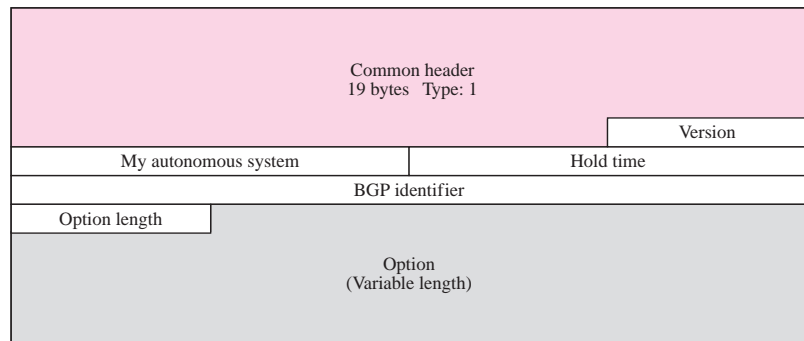 Common header
19 bytes Type: 1
Version
My autonomous system
Hold time
BGP identifier
Option length
Option
(Variable length)